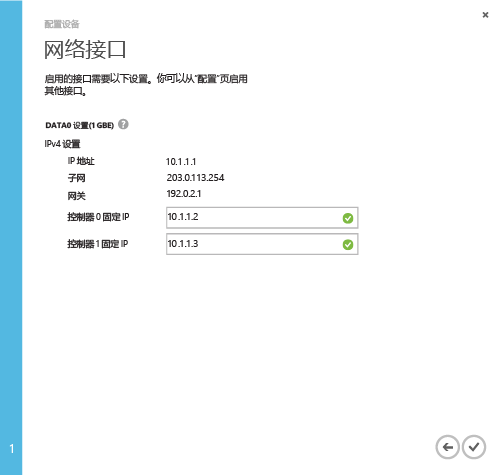 配置设备
网络接口
启用的接口需要以下设置。你可以从“配置”页启用
其他接口。
DATA0 设置(1 GBE) ?
IPv4 设置
IP 地址 10.1.1.1
子网 203.0.113.254
网关 192.0.2.1
控制器 0 固定 IP 10.1.1.2
控制器 1 固定 IP 10.1.1.3
1